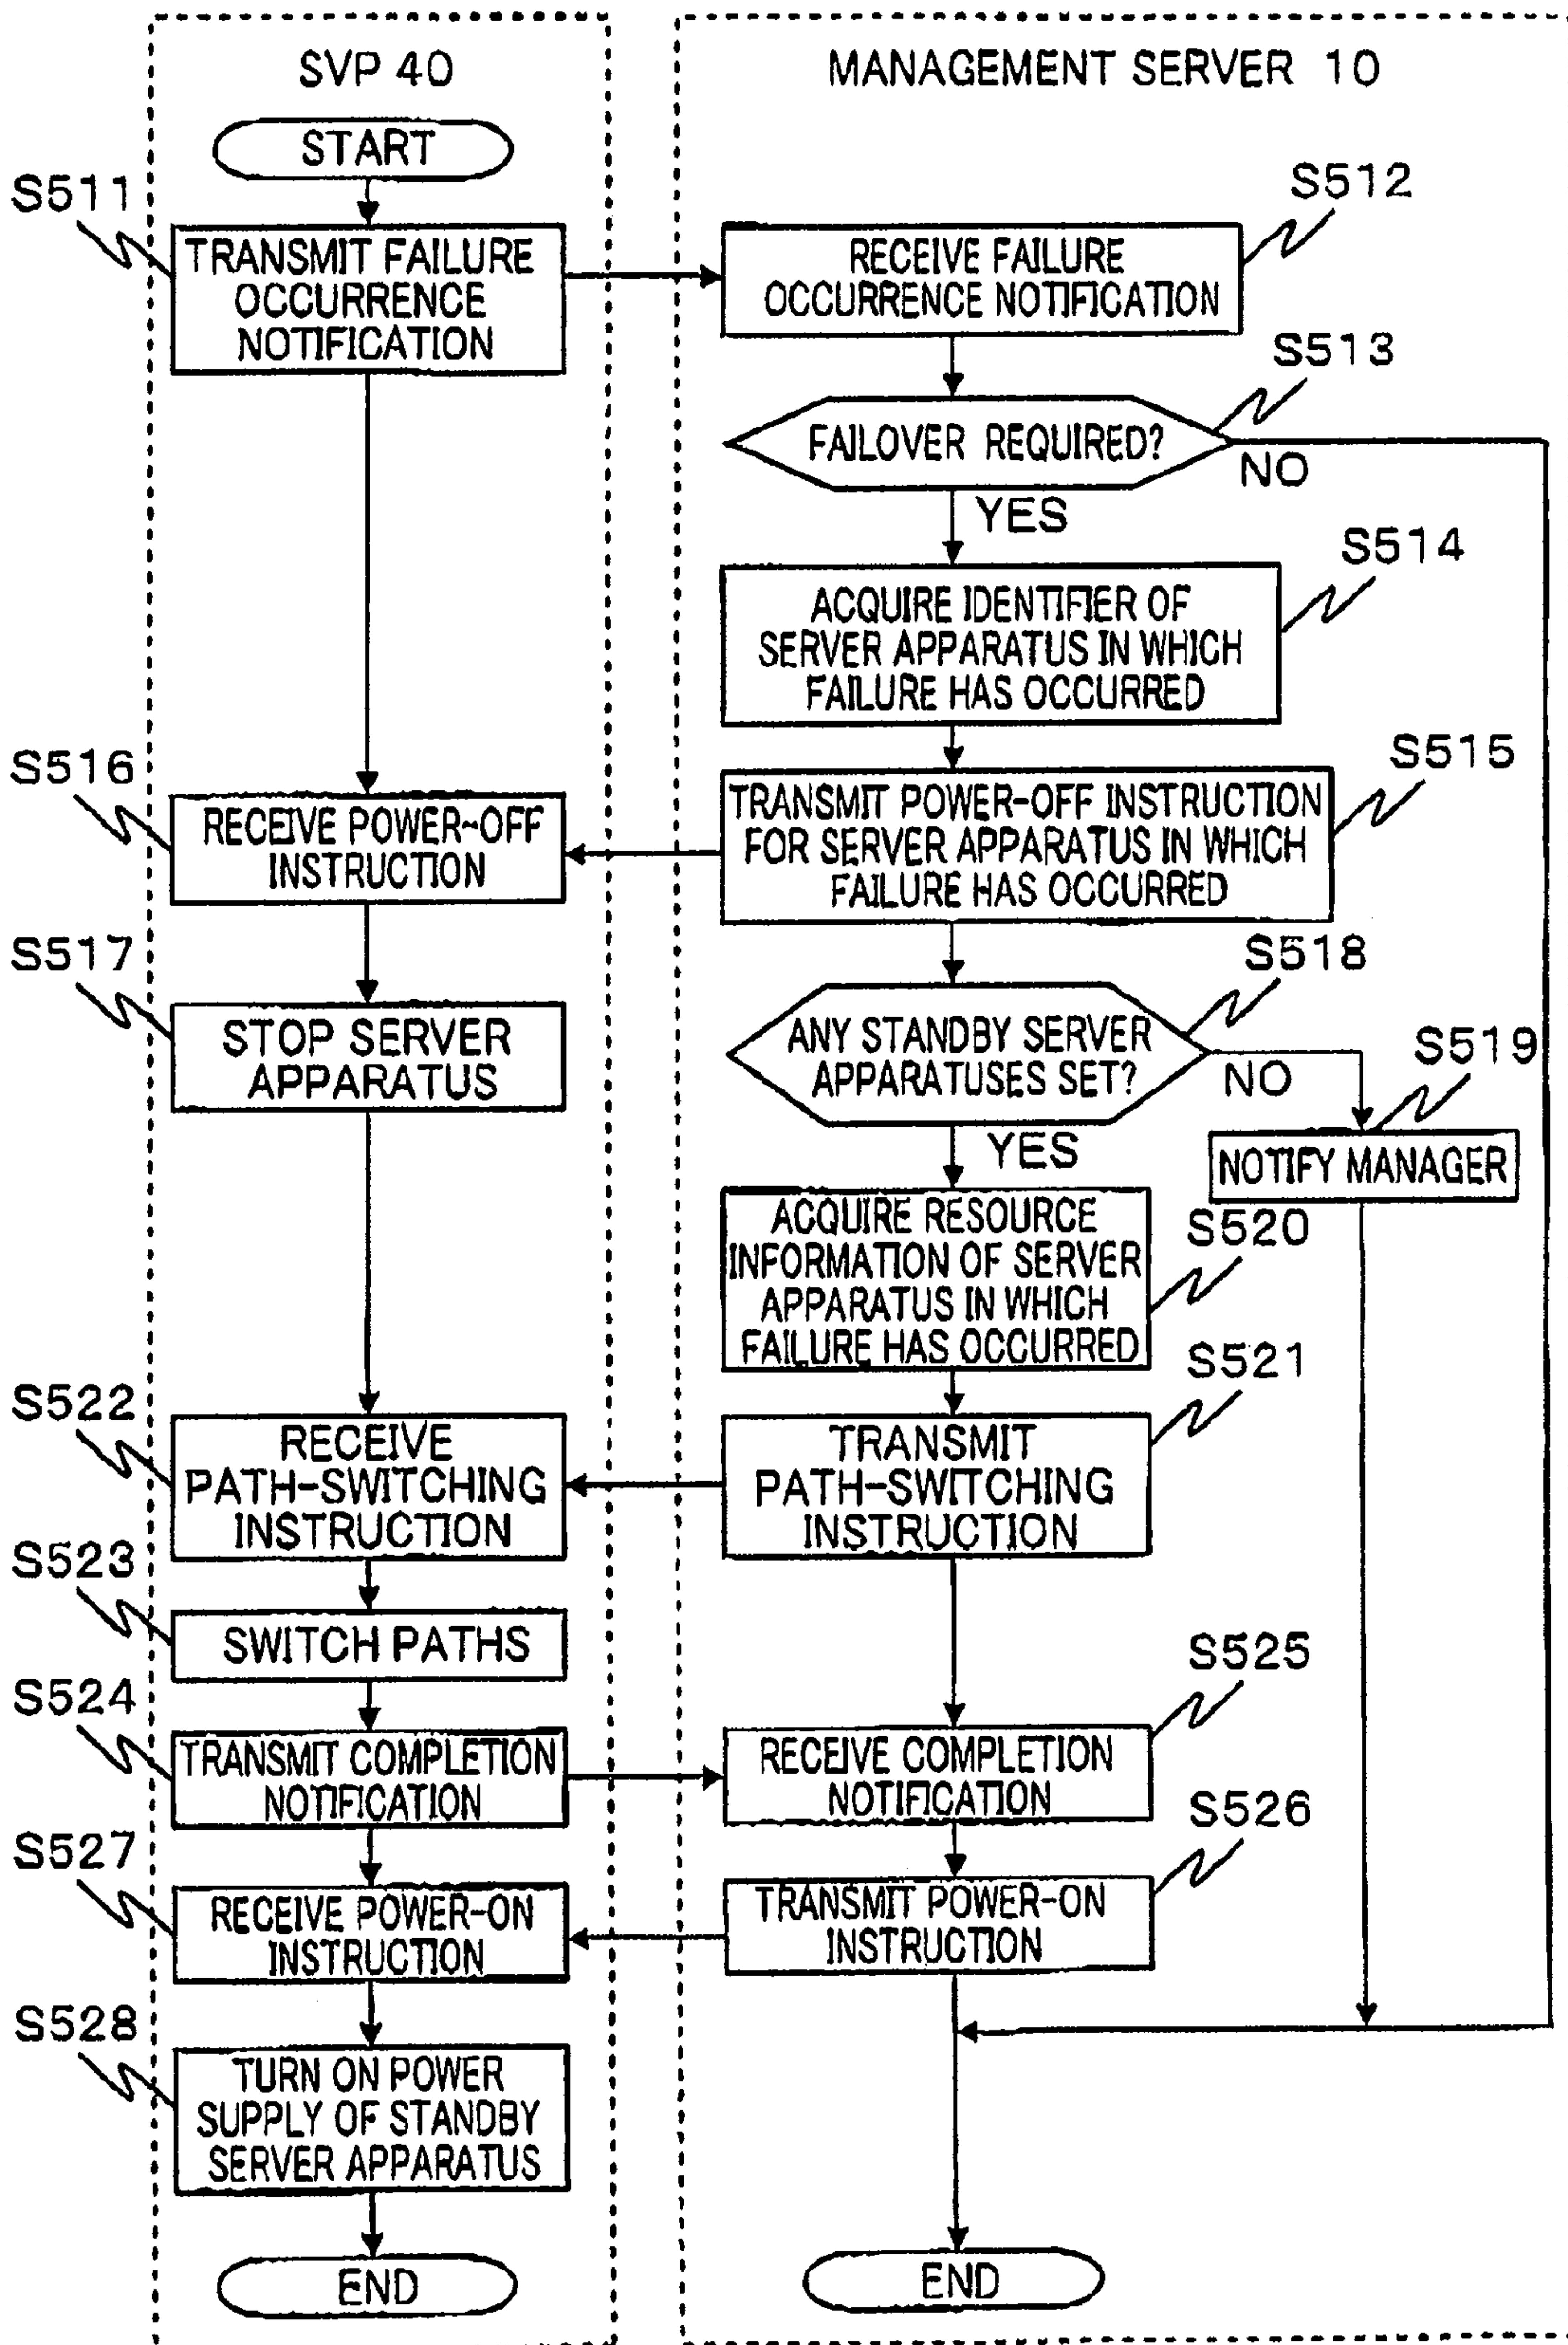 SVP 40
MANAGEMENT SERVER 10
START
S511
TRANSMIT FAILURE
OCCURRENCE
NOTIFICATION
S512
RECEIVE FAILURE
OCCURRENCE NOTIFICATION
S513
FAILOVER REQUIRED?
NO
YES
S514
ACQUIRE IDENTIFIER OF
SERVER APPARATUS IN WHICH
FAILURE HAS OCCURRED
S515
TRANSMIT POWER-OFF INSTRUCTION
FOR SERVER APPARATUS IN WHICH
FAILURE HAS OCCURRED
S516
RECEIVE POWER-OFF
INSTRUCTION
S517
STOP SERVER
APPARATUS
S518
ANY STANDBY SERVER
APPARATUSES SET?
NO
YES
S519
NOTIFY MANAGER
S520
ACQUIRE RESOURCE
INFORMATION OF SERVER
APPARATUS IN WHICH
FAILURE HAS OCCURRED
S521
TRANSMIT
PATH-SWITCHING
INSTRUCTION
S522
RECEIVE
PATH-SWITCHING
INSTRUCTION
S523
SWITCH PATHS
S524
TRANSMIT COMPLETION
NOTIFICATION
S525
RECEIVE COMPLETION
NOTIFICATION
S526
TRANSMIT POWER-ON
INSTRUCTION
S527
RECEIVE POWER-ON
INSTRUCTION
S528
TURN ON POWER
SUPPLY OF STANDBY
SERVER APPARATUS
END
END